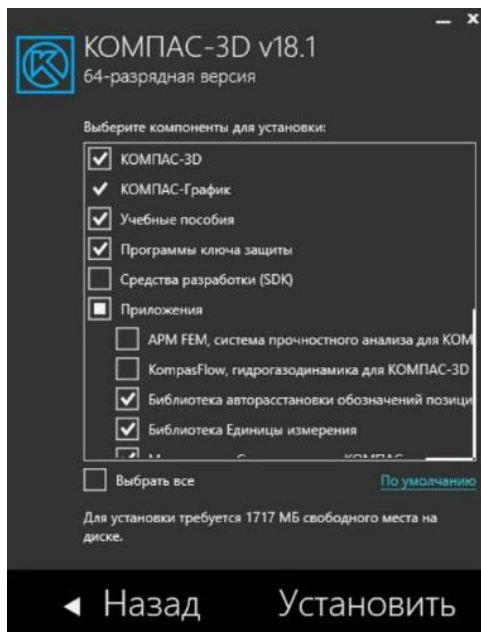 КОМПАС-3D v18.1
64-разрядная версия
Выберите компоненты для установки:
КОМПАС-3D
КОМПАС-График
Учебные пособия
Программы ключа защиты
Средства разработки (SDK)
Приложения
APM FEM, система прочностного анализа для КОМ
KompasFlow, гидрогазодинамика для КОМПАС-3D
Библиотека авторасстановки обозначений позици
Библиотека Единицы измерения
Выбрать все
По умолчанию
Для установки требуется 1717 МБ свободного места на
диске.
Назад
Установить